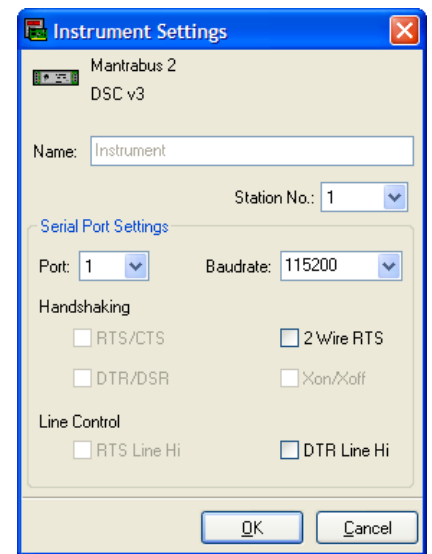 Instrument Settings
Mantrabus 2
DSC v3
Name: Instrument
Station No.: 1
Serial Port Settings
Port: 1 Baudrate: 115200
Handshaking
RTS/CTS 2 Wire RTS
DTR/DSR Xon/Xoff
Line Control
RTS Line Hi DTR Line Hi
OK Cancel